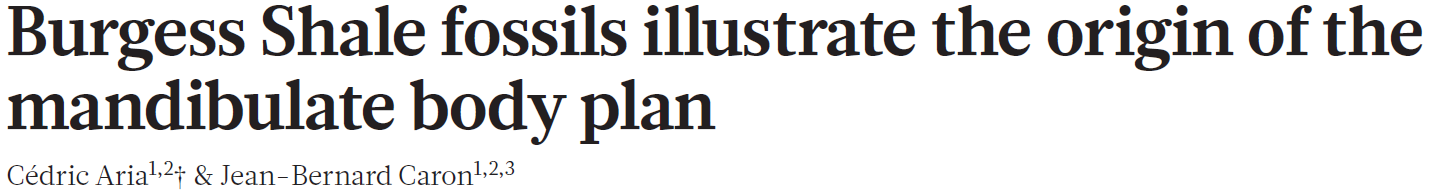 Burgess Shale fossils illustrate the origin of the
mandibulate body plan
Cédric Aria1,2† & Jean-Bernard Caron1,2,3